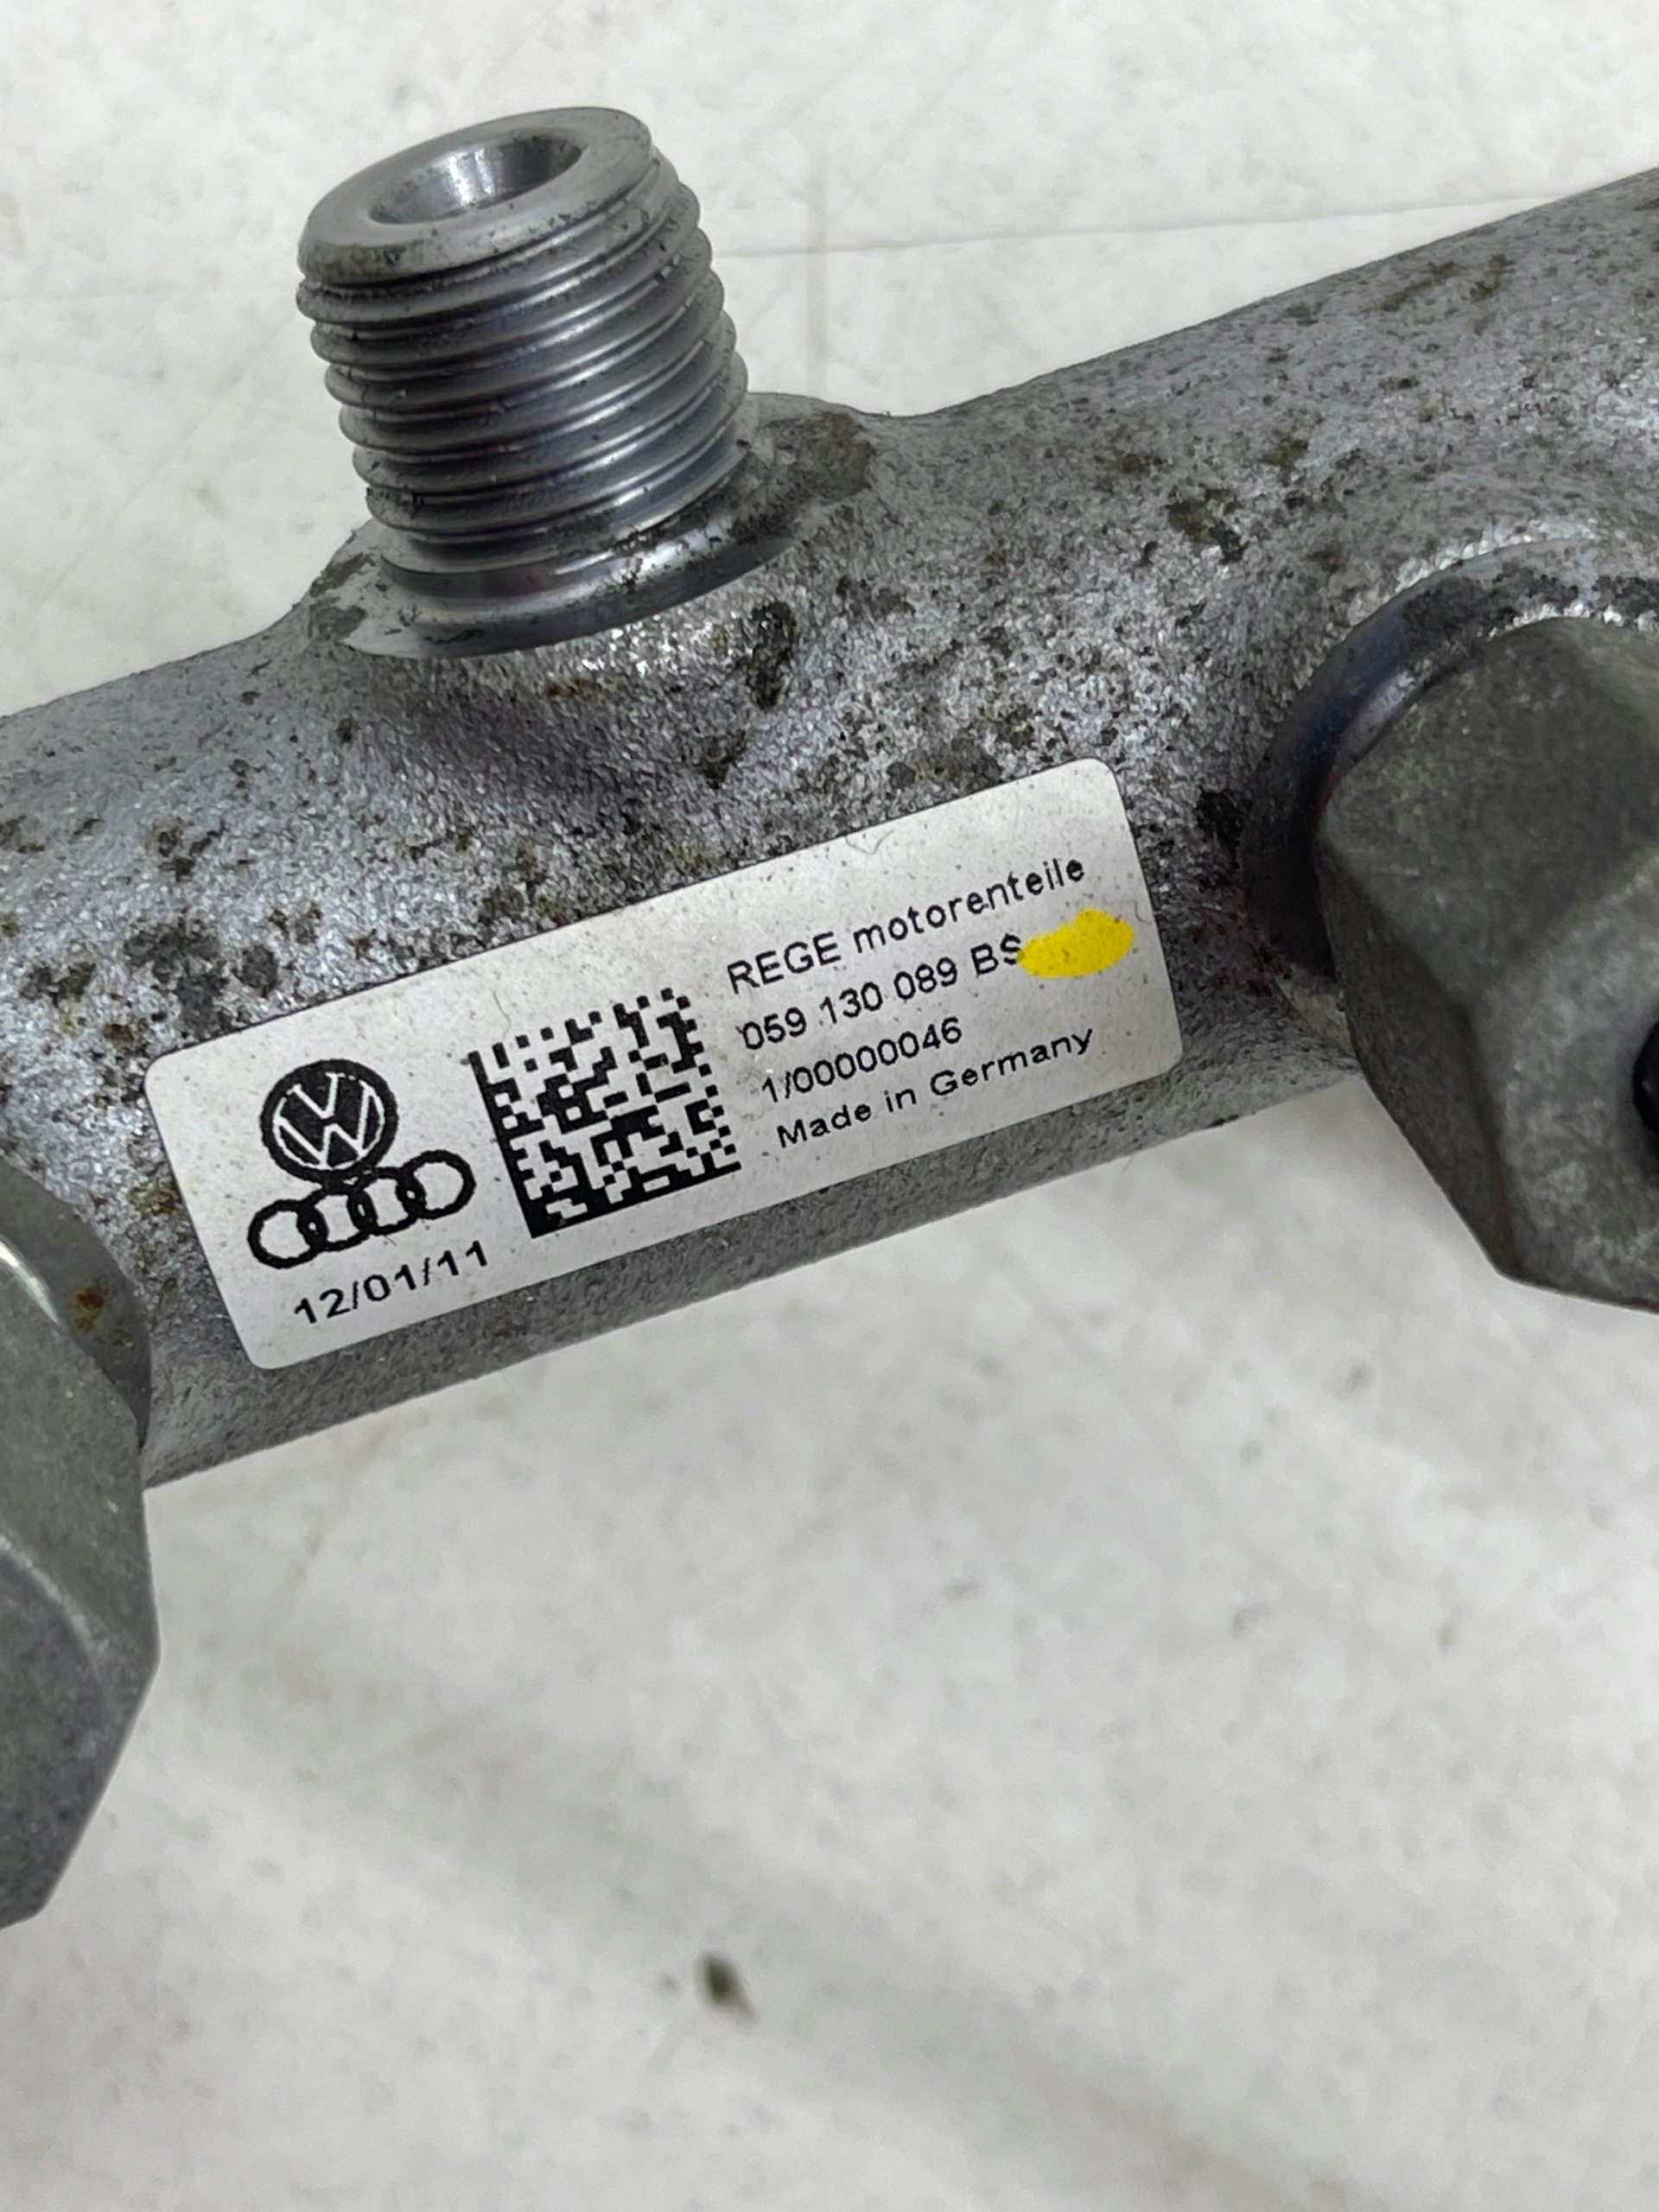 REGE motorenteile
059 130 089 BS
1/00000046
Made in Germany
12/01/11